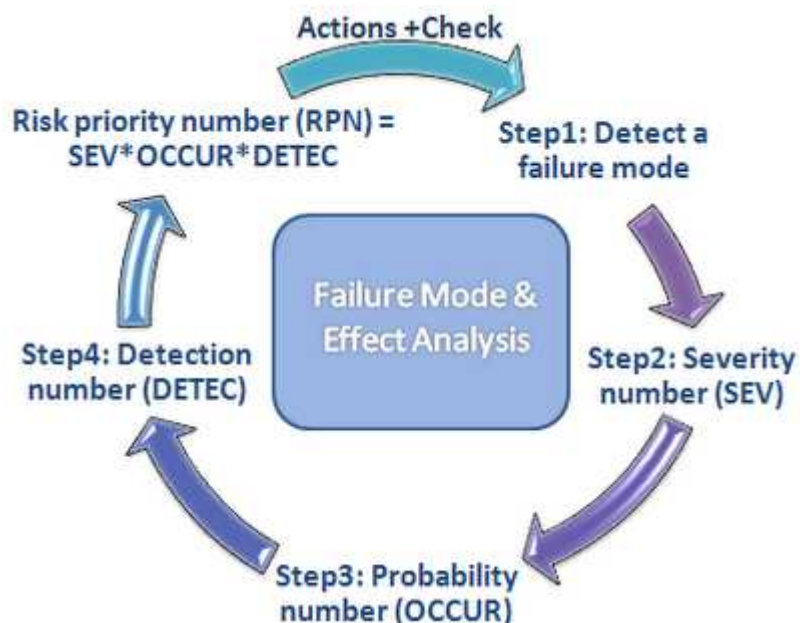 Actions +Check
Risk priority number (RPN) =
SEV*OCCUR*DETEC
Step1: Detect a
failure mode
Failure Mode &
Effect Analysis
Step4: Detection
number (DETEC)
Step2: Severity
number (SEV)
Step3: Probability
number (OCCUR)